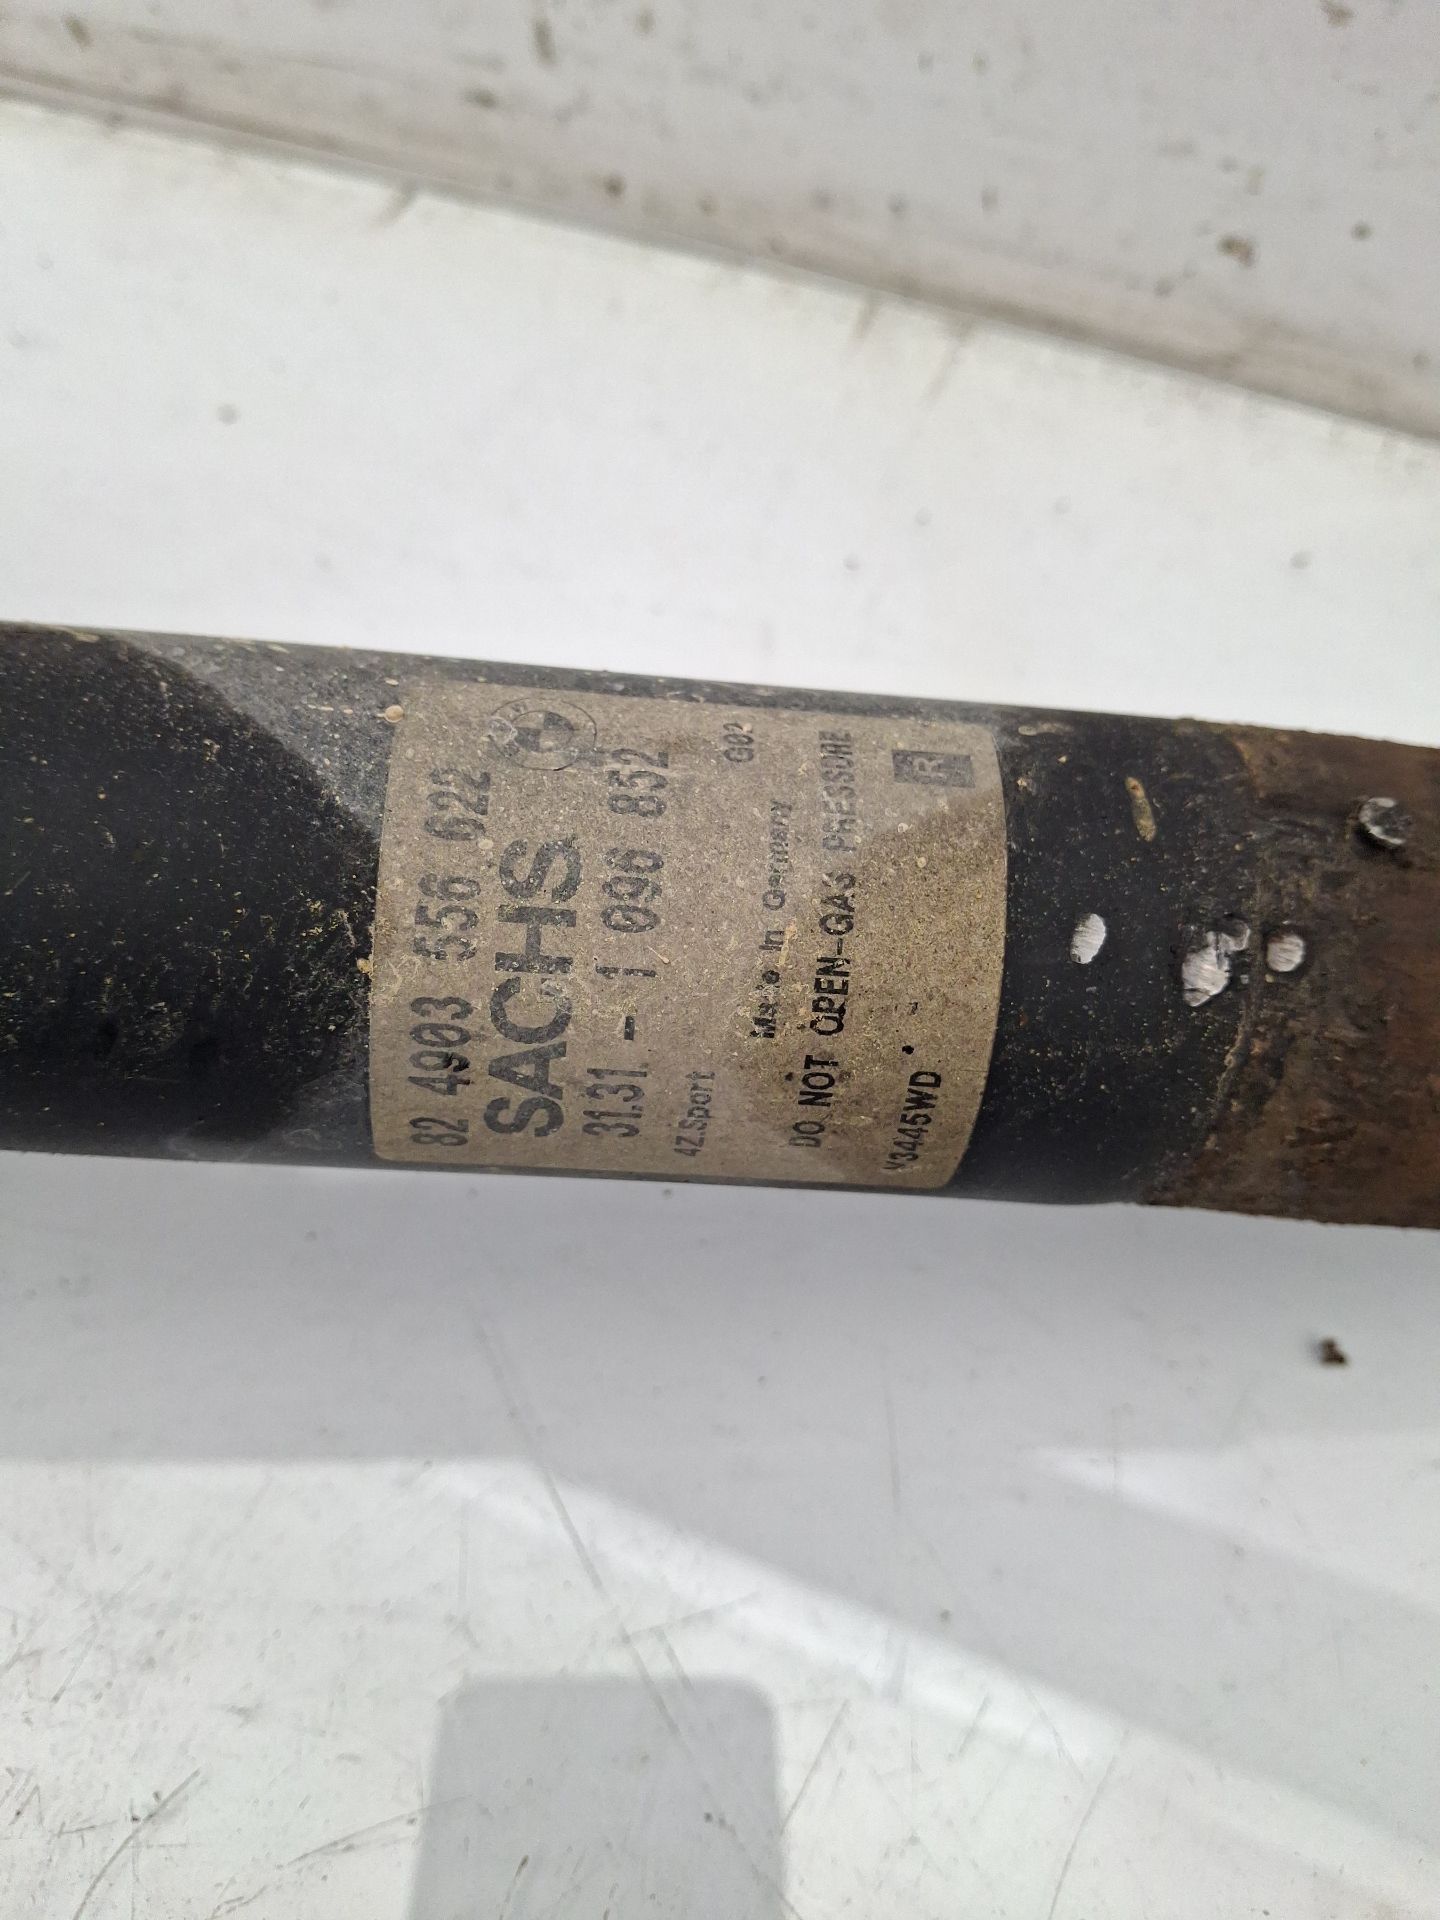 82 4903 556 622
SACHS
31.31 - 1 096 852
4Z.Sport
G02
Made in Germany
DO NOT OPEN-GAS PRESSURE
V3445WD
R